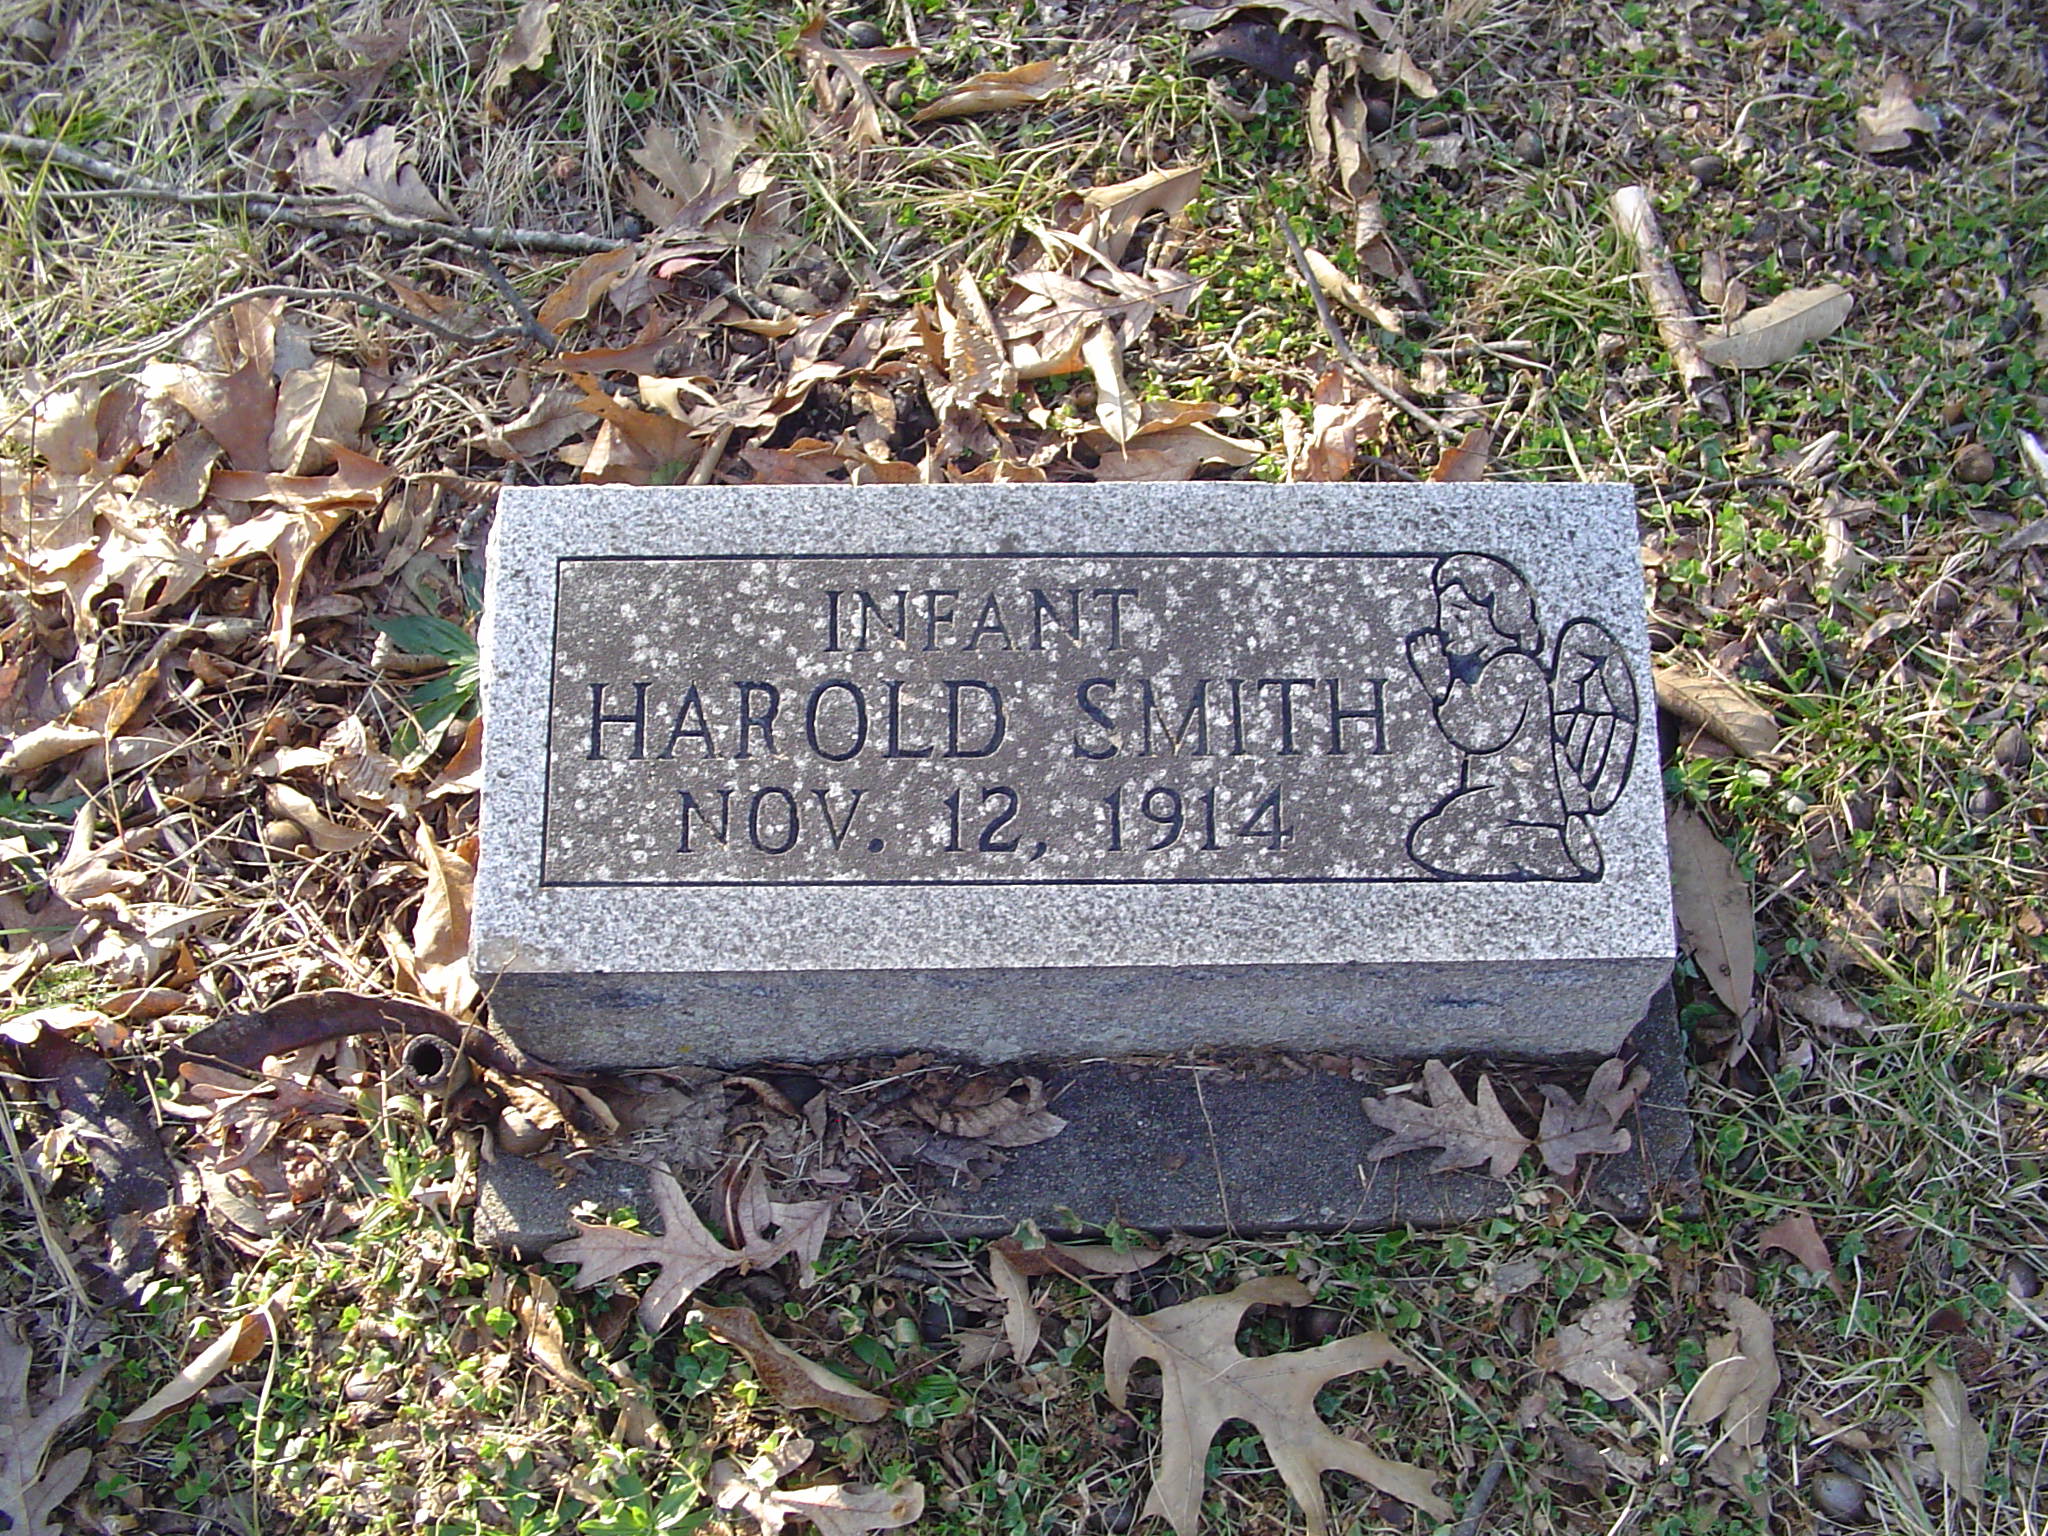 INFANT
HAROLD SMITH
NOV. 12, 1914